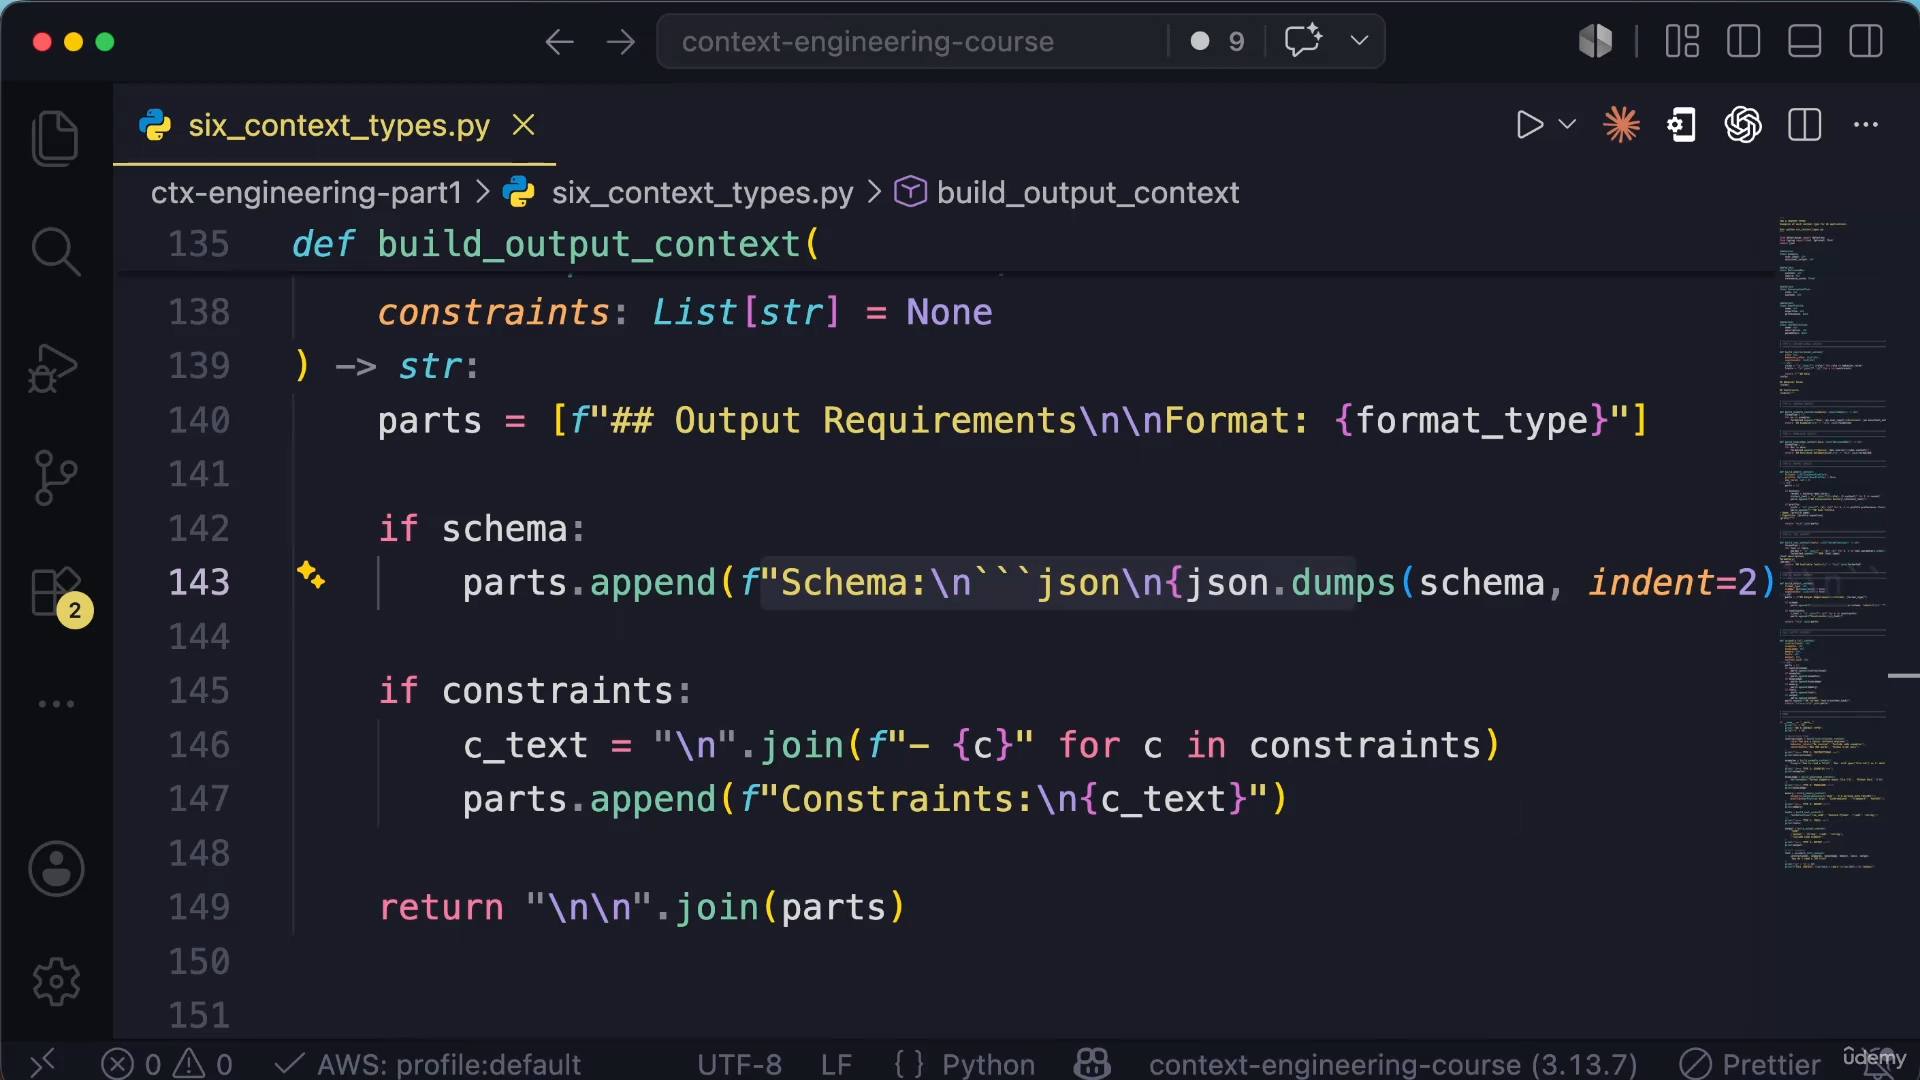 context-engineering-course
9
six_context_types.py
ctx-engineering-part1 > six_context_types.py > build_output_context
135 def build_output_context(
138 constraints: List[str] = None
139 ) -> str:
140 parts = [f"## Output Requirements\n\nFormat: {format_type}"]
141
142 if schema:
143 parts.append(f"Schema:\n```json\n{json.dumps(schema, indent=2)
144
145 if constraints:
146 c_text = "\n".join(f"- {c}" for c in constraints)
147 parts.append(f"Constraints:\n{c_text}")
148
149 return "\n\n".join(parts)
150
151
2
0 0 AWS: profile:default UTF-8 LF {} Python context-engineering-course (3.13.7) Prettier
ûdemy